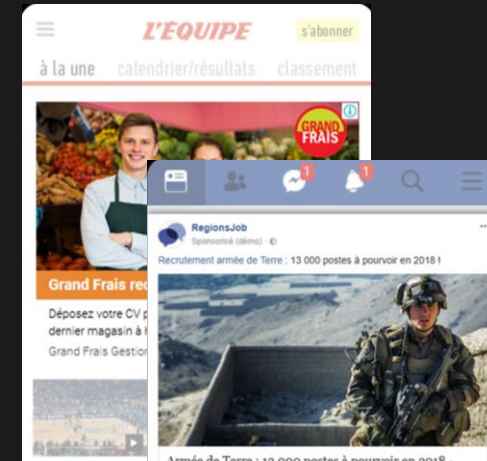 L'ÉQUIPE
s'abonner
à la une calendrier/résultats classement
GRAND
FRAIS
Grand Frais rec
Déposez votre CV p
dernier magasin à
Grand Frais Gestion
1 1
RegionsJob
Sponsorisé (démo)
Recrutement armée de Terre : 13 000 postes à pourvoir en 2018 !
Armée de Terre : 13 000 postes à pourvoir en 2018 -